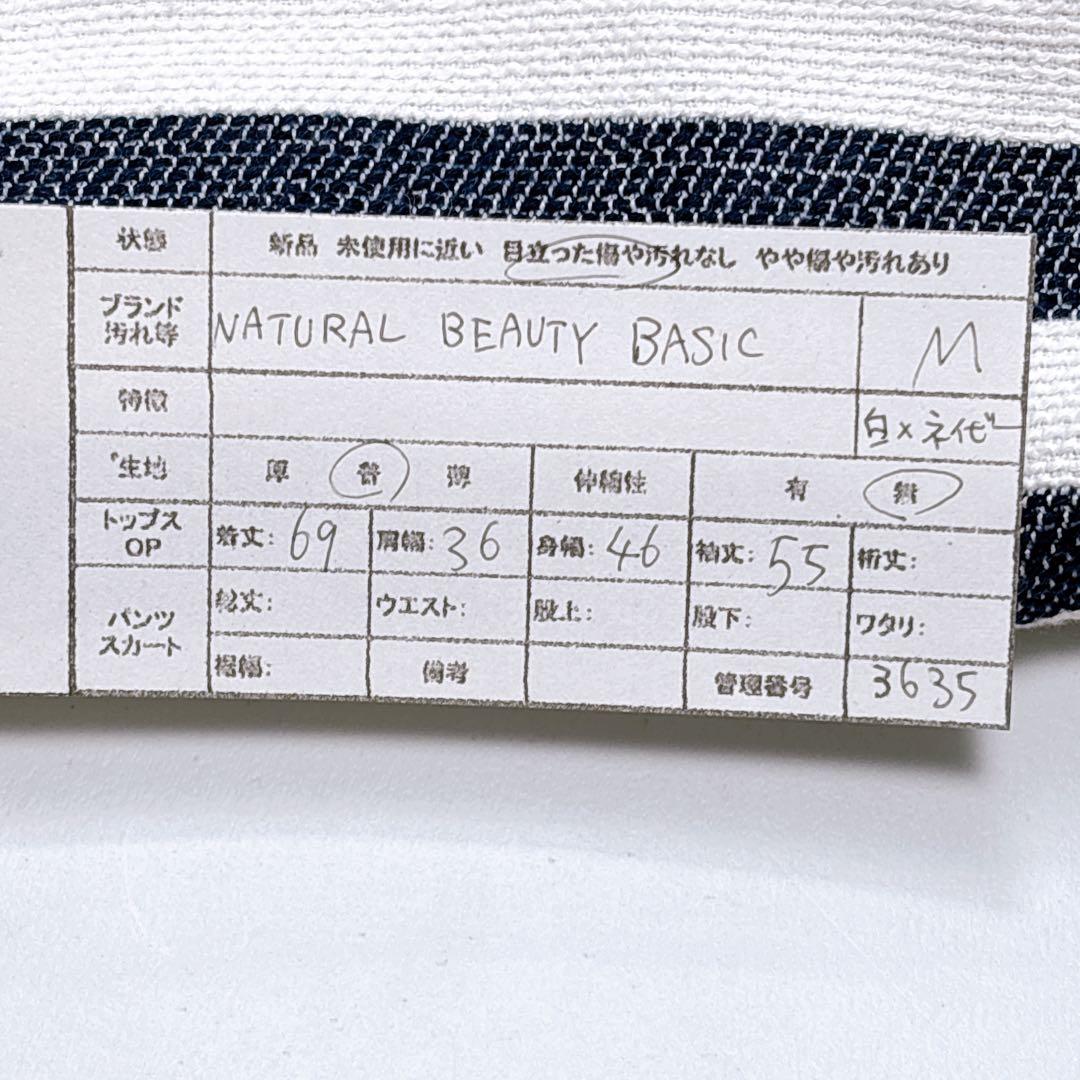 状態 新品 未使用に近い 目立った傷や汚れなし やや傷や汚れあり
ブランド
汚れ等 NATURAL BEAUTY BASIC M
特徴 白×ネイビー
生地 厚 普 薄 伸縮性 有 無
トップス
OP 着丈: 69 肩幅: 36 身幅: 46 袖丈: 55 裄丈:
パンツ
スカート 総丈: ウエスト: 股上: 股下: ワタリ:
裾幅: 備考 管理番号 3635